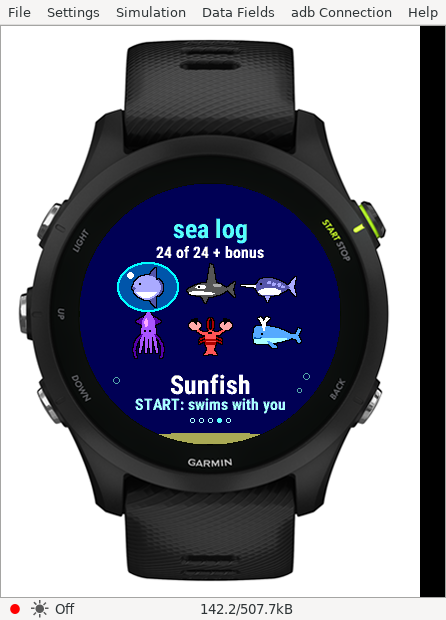 File Settings Simulation Data Fields adb Connection Help
LIGHT
START STOP
UP
DOWN
BACK
sea log
24 of 24 + bonus
Sunfish
START: swims with you
GARMIN
Off 142.2/507.7kB